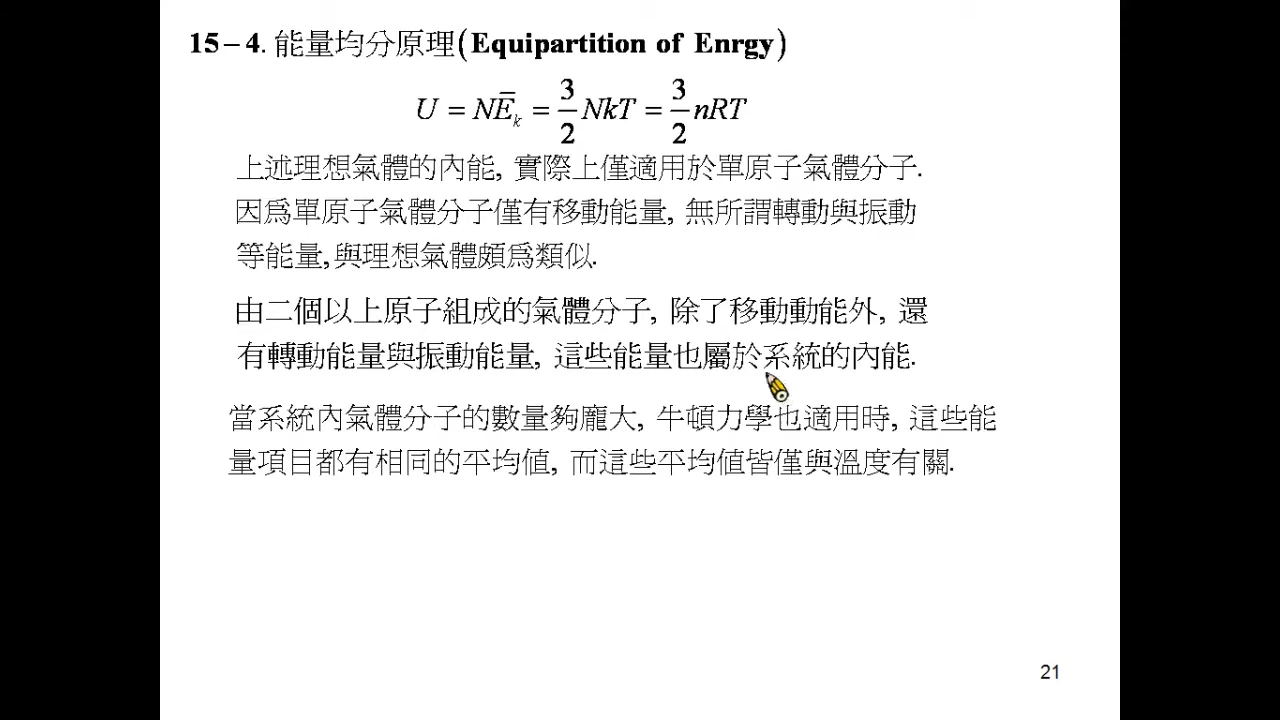 15－4. 能量均分原理(Equipartition of Enrgy)
U = NĒₖ = 3/2 NkT = 3/2 nRT
上述理想氣體的內能, 實際上僅適用於單原子氣體分子.
因爲單原子氣體分子僅有移動能量, 無所謂轉動與振動
等能量,與理想氣體頗爲類似.
由二個以上原子組成的氣體分子, 除了移動動能外, 還
有轉動能量與振動能量, 這些能量也屬於系統的內能.
當系統內氣體分子的數量夠龐大, 牛頓力學也適用時, 這些能
量項目都有相同的平均值, 而這些平均值皆僅與溫度有關.
21